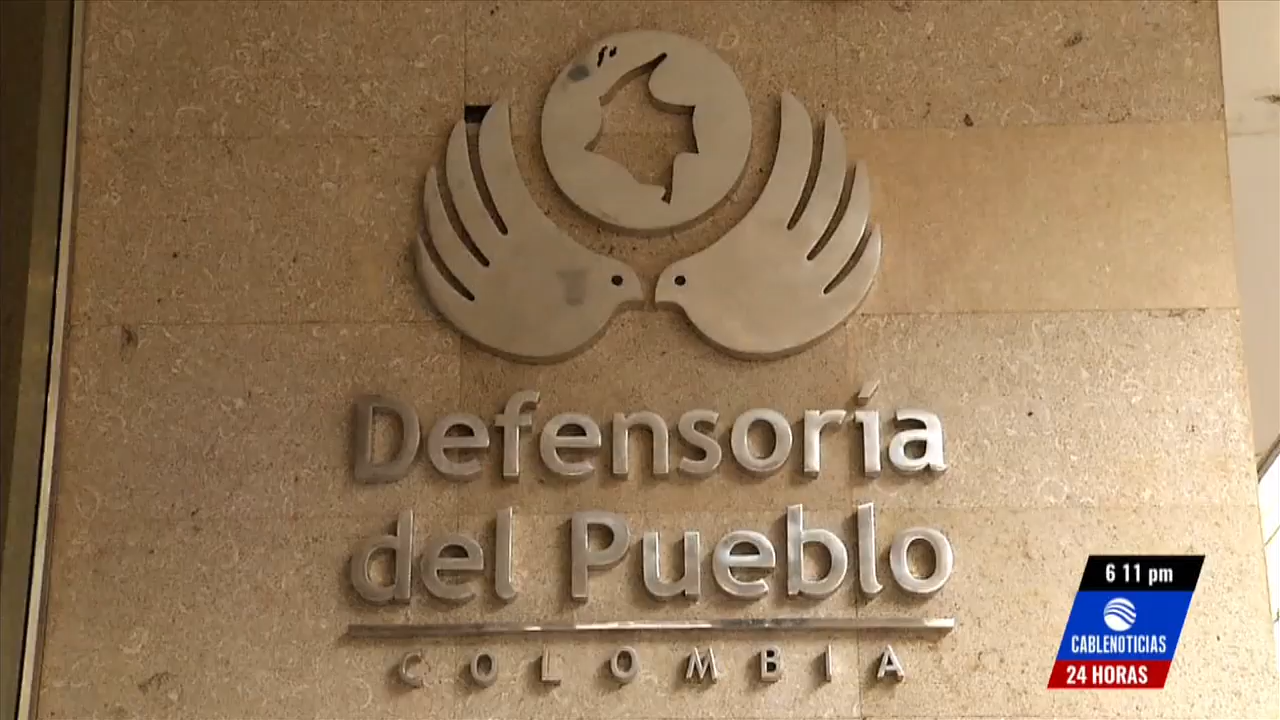 Defensoría
del Pueblo
COLOMBIA
6 11 pm
CABLENOTICIAS
24 HORAS